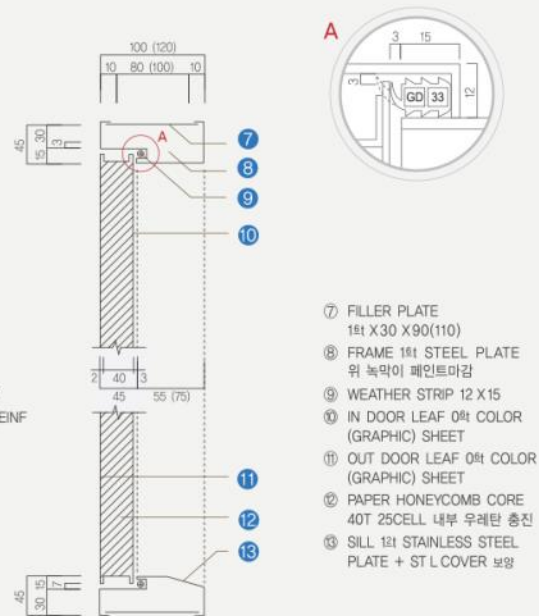 100 (120)
10 80 (100) 10
A
3 15
3
12
GD 33
45
30
15
3
A
⑦
⑧
⑨
⑩
2 40 3
45 55 (75)
EINF
⑪
⑫
⑬
45
15
7
⑦ FILLER PLATE
1.6t X 30 X 90(110)
⑧ FRAME 1.6t STEEL PLATE
위 녹막이 페인트마감
⑨ WEATHER STRIP 12 X 15
⑩ IN DOOR LEAF COLOR
(GRAPHIC) SHEET
⑪ OUT DOOR LEAF COLOR
(GRAPHIC) SHEET
⑫ PAPER HONEYCOMB CORE
40T 25CELL 내부 우레탄 충진
⑬ SILL 1.2t STAINLESS STEEL
PLATE + ST L COVER 보양